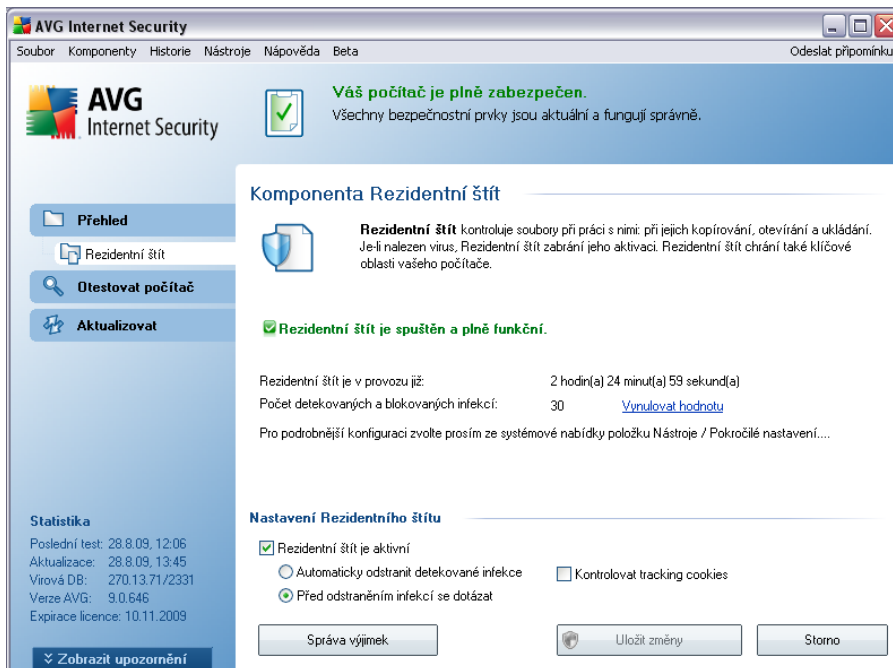 AVG Internet Security
Soubor Komponenty Historie Nástroje Nápověda Beta Odeslat připomínku
AVG
Internet Security
Váš počítač je plně zabezpečen.
Všechny bezpečnostní prvky jsou aktuální a fungují správně.
Přehled
Rezidentní štít
Otestovat počítač
Aktualizovat
Komponenta Rezidentní štít
Rezidentní štít kontroluje soubory při práci s nimi: při jejich kopírování, otevírání a ukládání.
Je-li nalezen virus, Rezidentní štít zabrání jeho aktivaci. Rezidentní štít chrání také klíčové
oblasti vašeho počítače.
Rezidentní štít je spuštěn a plně funkční.
Rezidentní štít je v provozu již: 2 hodin(a) 24 minut(a) 59 sekund(a)
Počet detekovaných a blokovaných infekcí: 30 Vynulovat hodnotu
Pro podrobnější konfiguraci zvolte prosím ze systémové nabídky položku Nástroje / Pokročilé nastavení....
Nastavení Rezidentního štítu
Rezidentní štít je aktivní
Automaticky odstranit detekované infekce
Kontrolovat tracking cookies
Před odstraněním infekcí se dotázat
Správa výjimek
Uložit změny
Storno
Statistika
Poslední test: 28.8.09, 12:06
Aktualizace: 28.8.09, 13:45
Virová DB: 270.13.71/2331
Verze AVG: 9.0.646
Expirace licence: 10.11.2009
Zobrazit upozornění